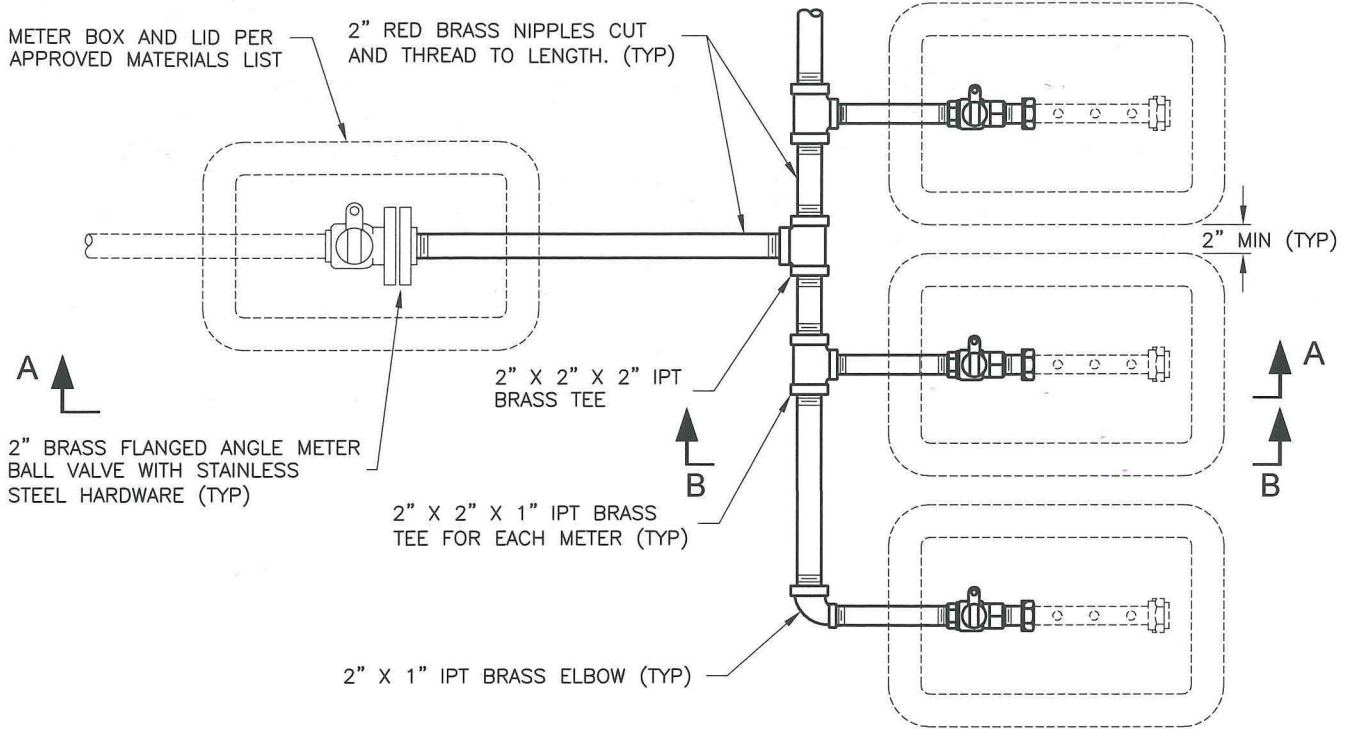 METER BOX AND LID PER
APPROVED MATERIALS LIST
2” RED BRASS NIPPLES CUT
AND THREAD TO LENGTH. (TYP)
2” MIN (TYP)
2” X 2” X 2” IPT
BRASS TEE
A
A
2” BRASS FLANGED ANGLE METER
BALL VALVE WITH STAINLESS
STEEL HARDWARE (TYP)
B
B
2” X 2” X 1” IPT BRASS
TEE FOR EACH METER (TYP)
2” X 1” IPT BRASS ELBOW (TYP)